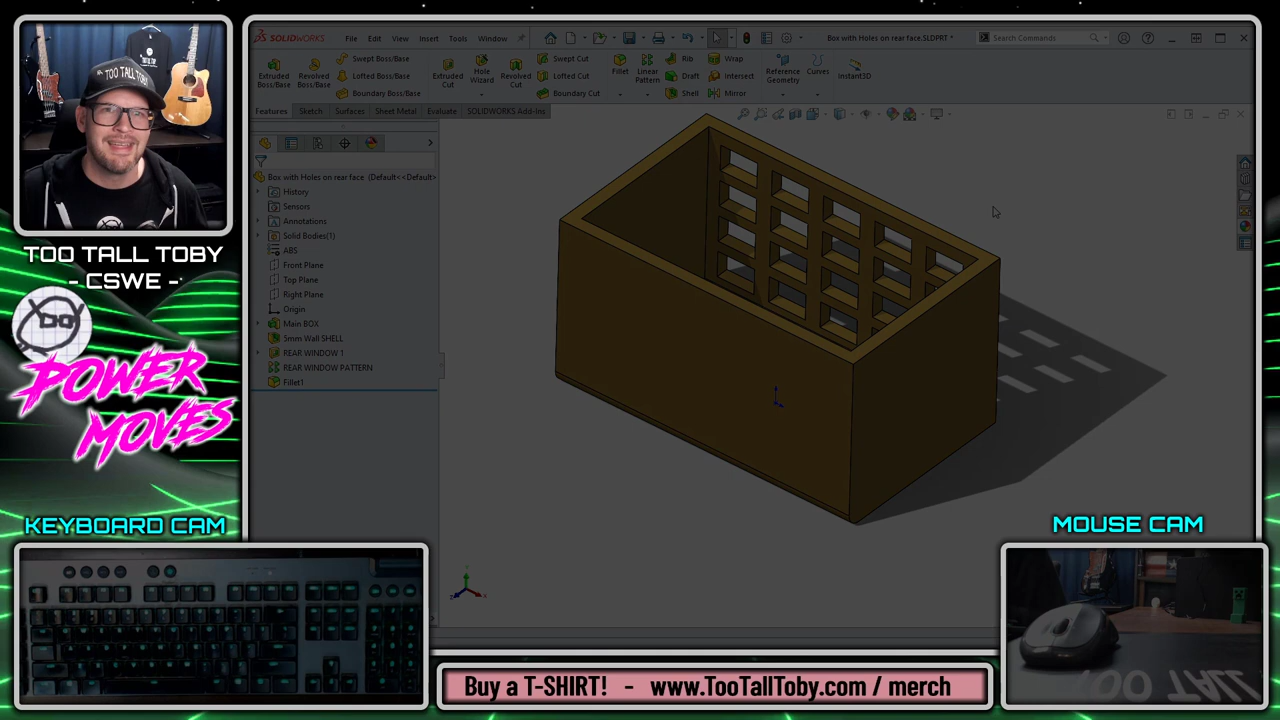 TOO TALL TOBY
TOO TALL TOBY
- CSWE -
POWER
MOVES
KEYBOARD CAM
SOLIDWORKS
File
Edit
View
Insert
Tools
Window
Box with Holes on rear face.SLDPRT *
Search Commands
Extruded Boss/Base
Revolved Boss/Base
Swept Boss/Base
Lofted Boss/Base
Boundary Boss/Base
Extruded Cut
Hole Wizard
Revolved Cut
Swept Cut
Lofted Cut
Boundary Cut
Fillet
Linear Pattern
Rib
Draft
Shell
Wrap
Intersect
Mirror
Reference Geometry
Curves
Instant3D
Features
Sketch
Surfaces
Sheet Metal
Evaluate
SOLIDWORKS Add-Ins
Box with Holes on rear face (Default<<Default>
History
Sensors
Annotations
Solid Bodies(1)
ABS
Front Plane
Top Plane
Right Plane
Origin
Main BOX
5mm Wall SHELL
REAR WINDOW 1
REAR WINDOW PATTERN
Fillet1
MOUSE CAM
TOO TALL
Buy a T-SHIRT! - www.TooTallToby.com / merch